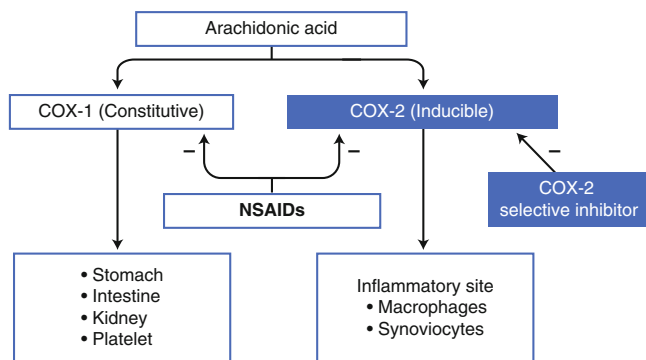 Arachidonic acid
COX-1 (Constitutive)
COX-2 (Inducible)
–
–
–
NSAIDs
COX-2
selective inhibitor
• Stomach
• Intestine
• Kidney
• Platelet
Inflammatory site
• Macrophages
• Synoviocytes